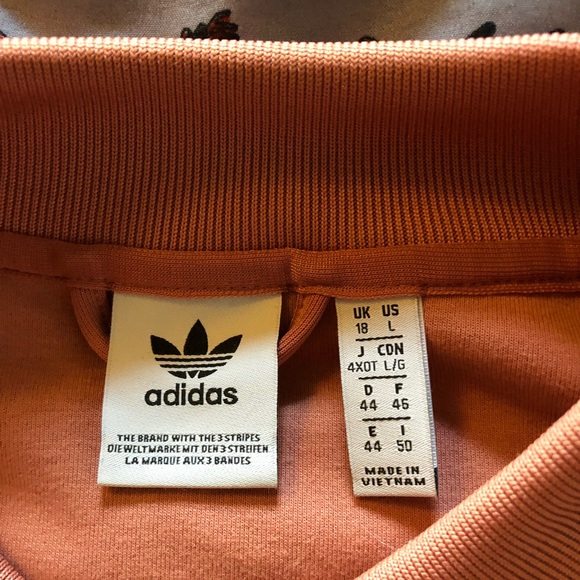 adidas
THE BRAND WITH THE 3 STRIPES
DIE WELTMARKE MIT DEN 3 STREIFEN
LA MARQUE AUX 3 BANDES
UK US
18 L
J CDN
4XOT L/G
D F
44 46
E I
44 50
MADE IN
VIETNAM